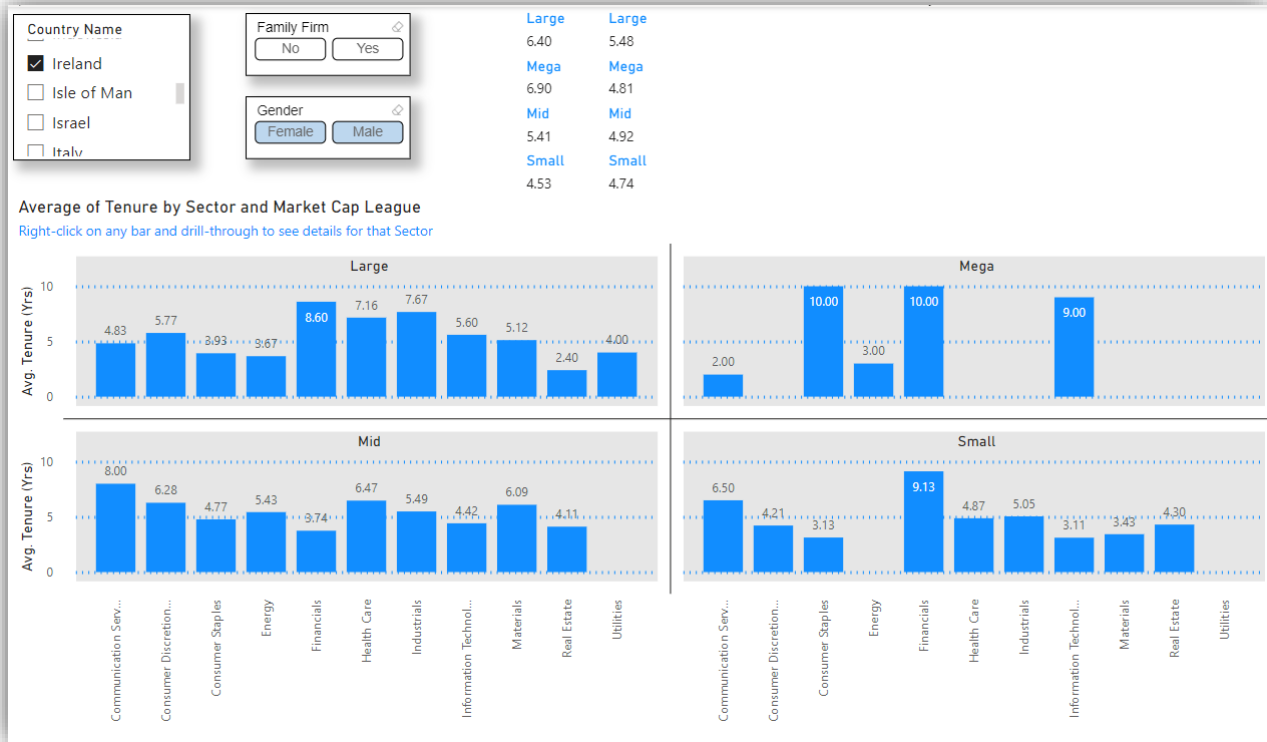 Country Name
Ireland
Isle of Man
Israel
Italy
Family Firm
No Yes
Gender
Female Male
Large Large
6.40 5.48
Mega Mega
6.90 4.81
Mid Mid
5.41 4.92
Small Small
4.53 4.74
Average of Tenure by Sector and Market Cap League
Right-click on any bar and drill-through to see details for that Sector
Large
Avg. Tenure (Yrs)
10
5
0
4.83 5.77 3.93 3.67 8.60 7.16 7.67 5.60 5.12 2.40 4.00
Mega
2.00 10.00 3.00 10.00 9.00
Mid
Avg. Tenure (Yrs)
10
5
0
8.00 6.28 4.77 5.43 3.74 6.47 5.49 4.42 6.09 4.11
Small
6.50 4.21 3.13 9.13 4.87 5.05 3.11 3.43 4.30
Communication Serv...
Consumer Discretion...
Consumer Staples
Energy
Financials
Health Care
Industrials
Information Technol...
Materials
Real Estate
Utilities
Communication Serv...
Consumer Discretion...
Consumer Staples
Energy
Financials
Health Care
Industrials
Information Technol...
Materials
Real Estate
Utilities